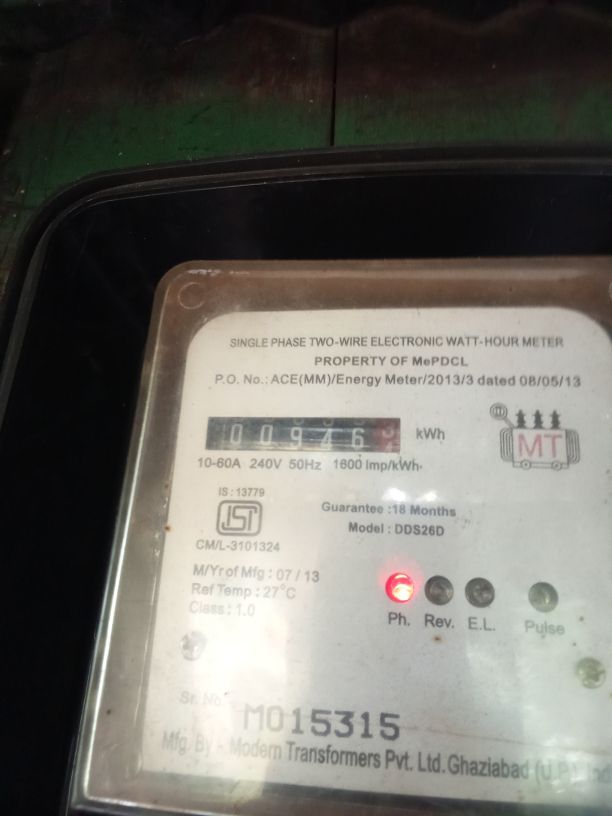 SINGLE PHASE TWO-WIRE ELECTRONIC WATT-HOUR METER
PROPERTY OF MePDCL
P.O. No.: ACE(MM)/Energy Meter/2013/3 dated 08/05/13
00946 kWh
MT
10-60A 240V 50Hz 1600 Imp/kWh
IS : 13779
ISI
CM/L-3101324
Guarantee :18 Months
Model : DDS26D
M/Yr of Mfg : 07 / 13
Ref Temp : 27°C
Class : 1.0
Ph. Rev. E.L. Pulse
Sr. No
M015315
Mfg. By - Modern Transformers Pvt. Ltd. Ghaziabad (U.P.) Ind